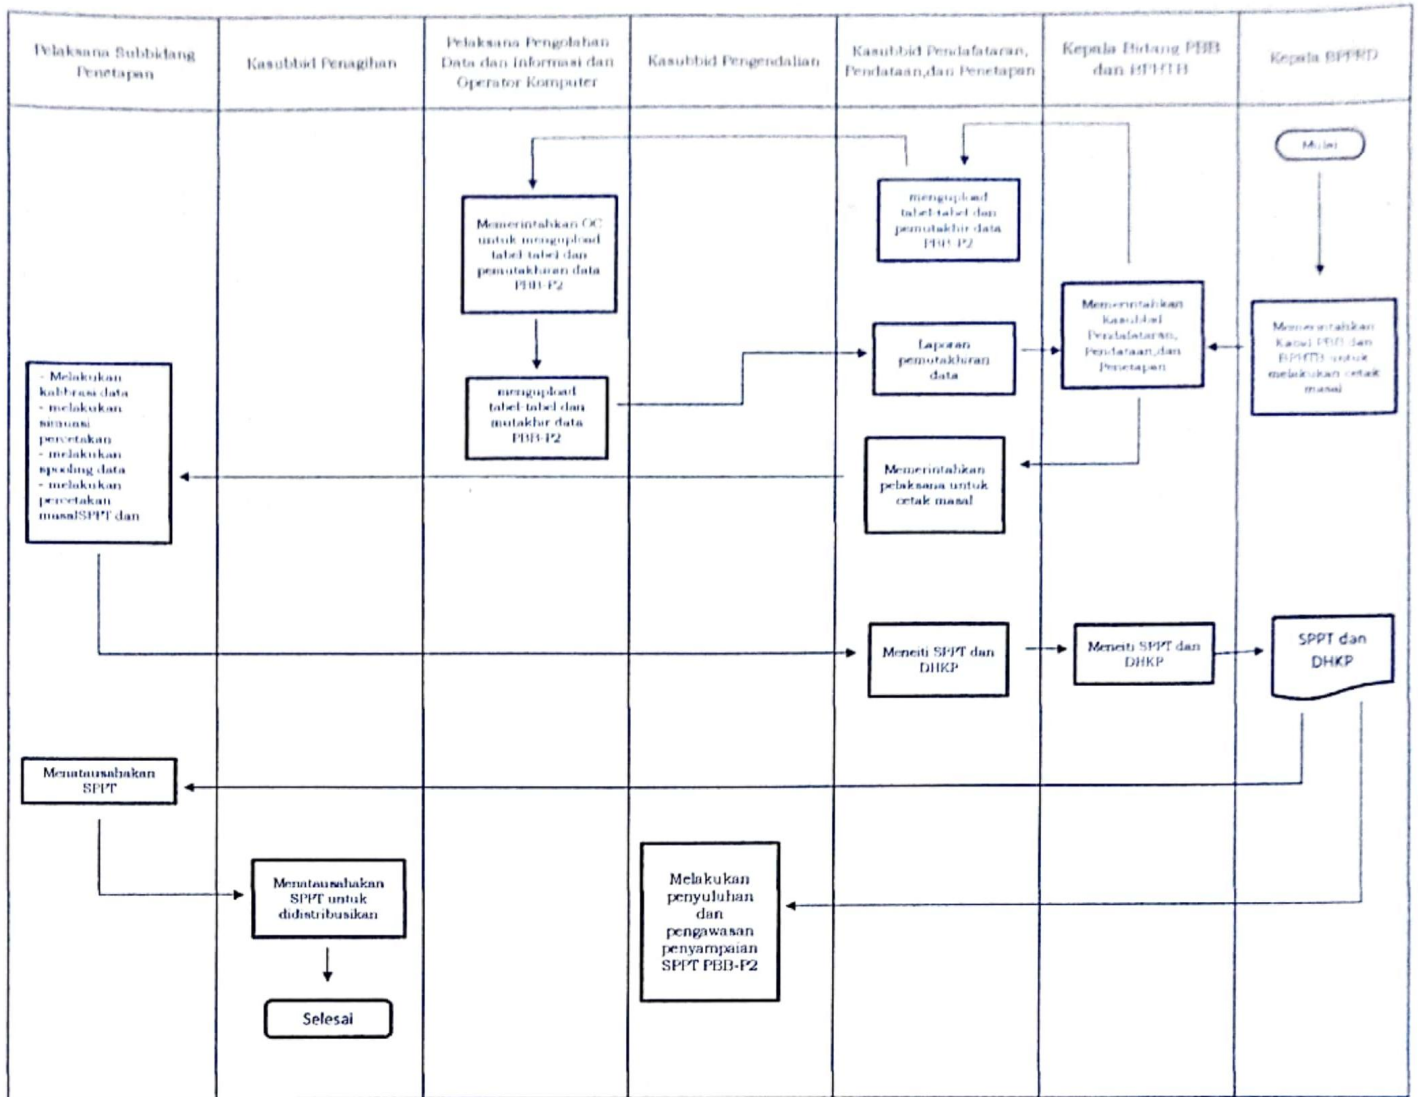 Pelaksana Subbidang
Penetapan
Kasubbid Penagihan
Pelaksana Pengolahan
Data dan Informasi dan
Operator Komputer
Kasubbid Pengendalian
Kasubbid Pendafataran,
Pendataan,dan Penetapan
Kepala Bidang PBB
dan BPHTB
Kepala BPPRD
Mulai
mengupload
tabel-tabel dan
pemutakhir data
PBB-P2
Memerintahkan OC
untuk mengupload
tabel-tabel dan
pemutakhiran data
PBB-P2
Memerintahkan
Kasubbid
Pendafataran,
Pendataan,dan
Penetapan
Memerintahkan
Kabid PBB dan
BPHTB untuk
melakukan cetak
masal
Laporan
pemutakhiran
data
- Melakukan
kalibrasi data
- melakukan
simuasi
percetakan
- melakukan
spooling data
- melakukan
percetakan
masalSPPT dan
mengupload
tabel-tabel dan
mutakhir data
PBB-P2
Memerintahkan
pelaksana untuk
cetak masal
Meneiti SPPT dan
DHKP
Meneiti SPPT dan
DHKP
SPPT dan
DHKP
Menatausahakan
SPPT
Menatausahakan
SPPT untuk
didistribusikan
Melakukan
penyuluhan
dan
pengawasan
penyampaian
SPPT PBB-P2
Selesai